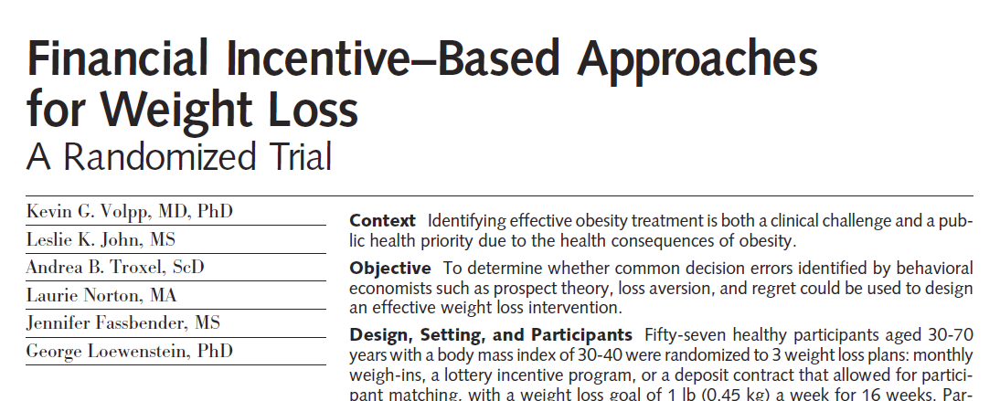 Financial Incentive–Based Approaches
for Weight Loss
A Randomized Trial
Kevin G. Volpp, MD, PhD
Leslie K. John, MS
Andrea B. Troxel, ScD
Laurie Norton, MA
Jennifer Fassbender, MS
George Loewenstein, PhD
Context Identifying effective obesity treatment is both a clinical challenge and a pub-
lic health priority due to the health consequences of obesity.
Objective To determine whether common decision errors identified by behavioral
economists such as prospect theory, loss aversion, and regret could be used to design
an effective weight loss intervention.
Design, Setting, and Participants Fifty-seven healthy participants aged 30-70
years with a body mass index of 30-40 were randomized to 3 weight loss plans: monthly
weigh-ins, a lottery incentive program, or a deposit contract that allowed for partici-
pant matching, with a weight loss goal of 1 lb (0.45 kg) a week for 16 weeks. Par-